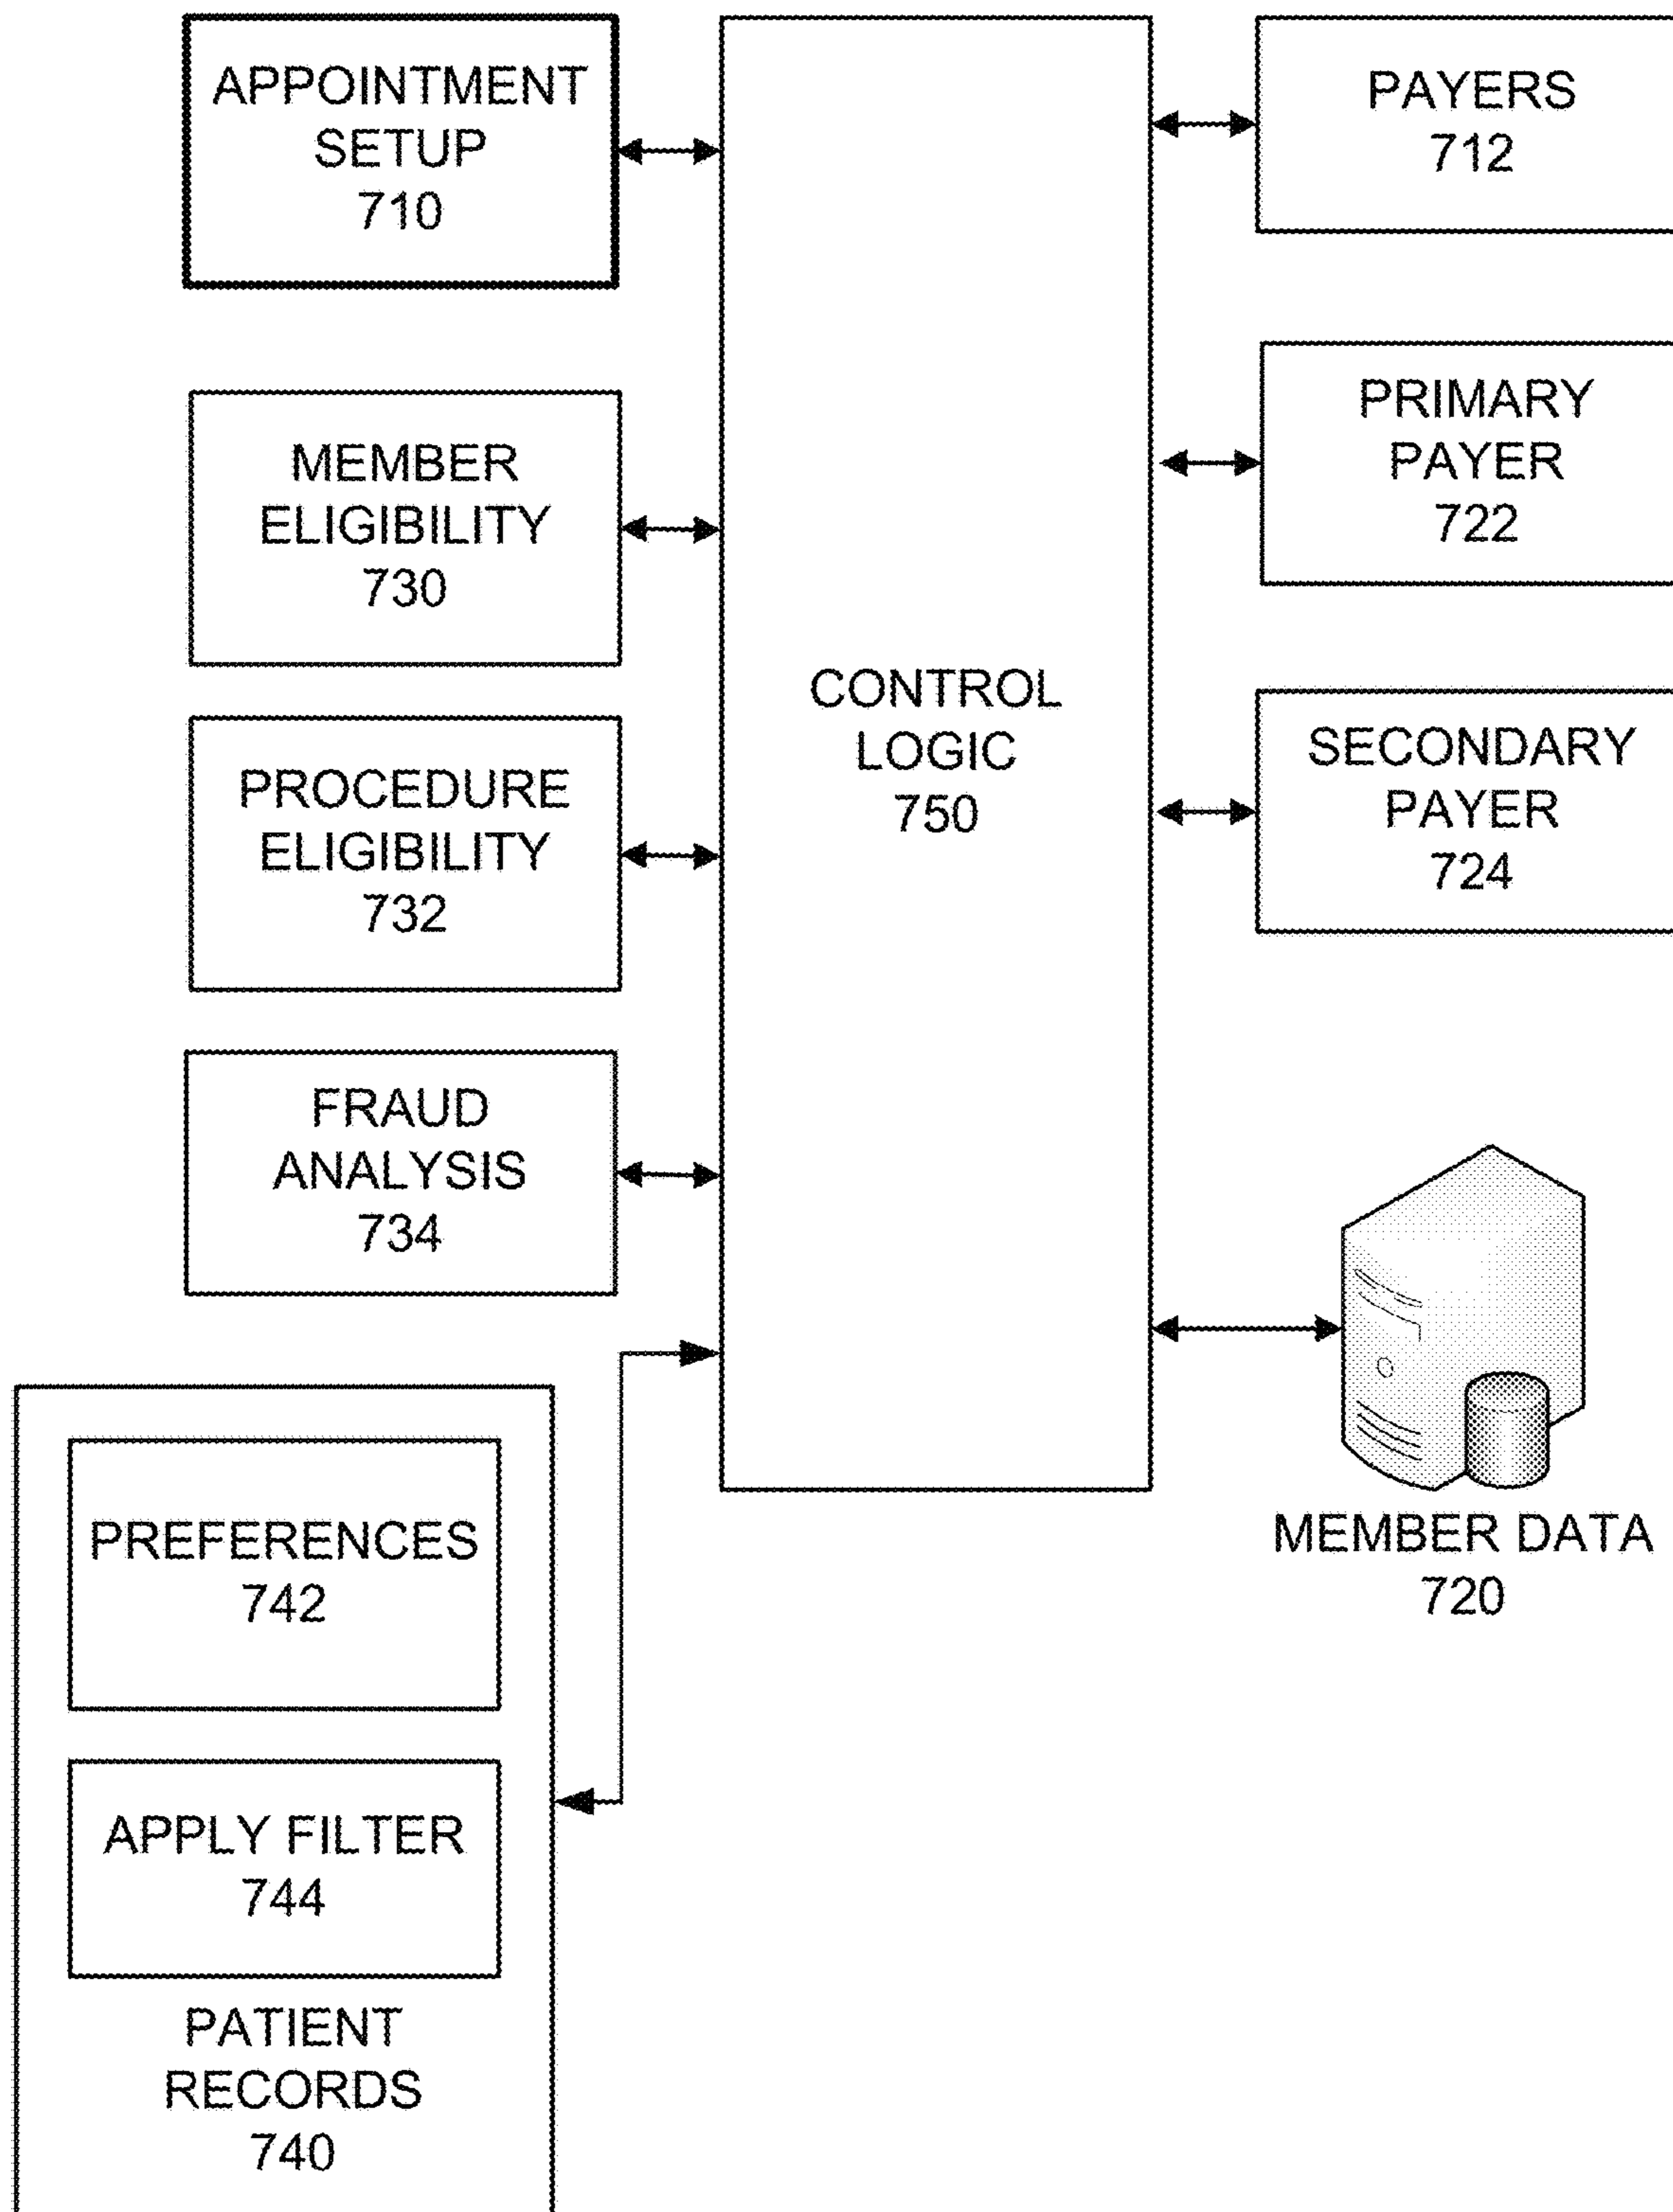 APPOINTMENT
SETUP
710
MEMBER
ELIGIBILITY
730
PROCEDURE
ELIGIBILITY
732
FRAUD
ANALYSIS
734
PREFERENCES
742
APPLY FILTER
744
PATIENT
RECORDS
740
CONTROL
LOGIC
750
PAYERS
712
PRIMARY
PAYER
722
SECONDARY
PAYER
724
MEMBER DATA
720